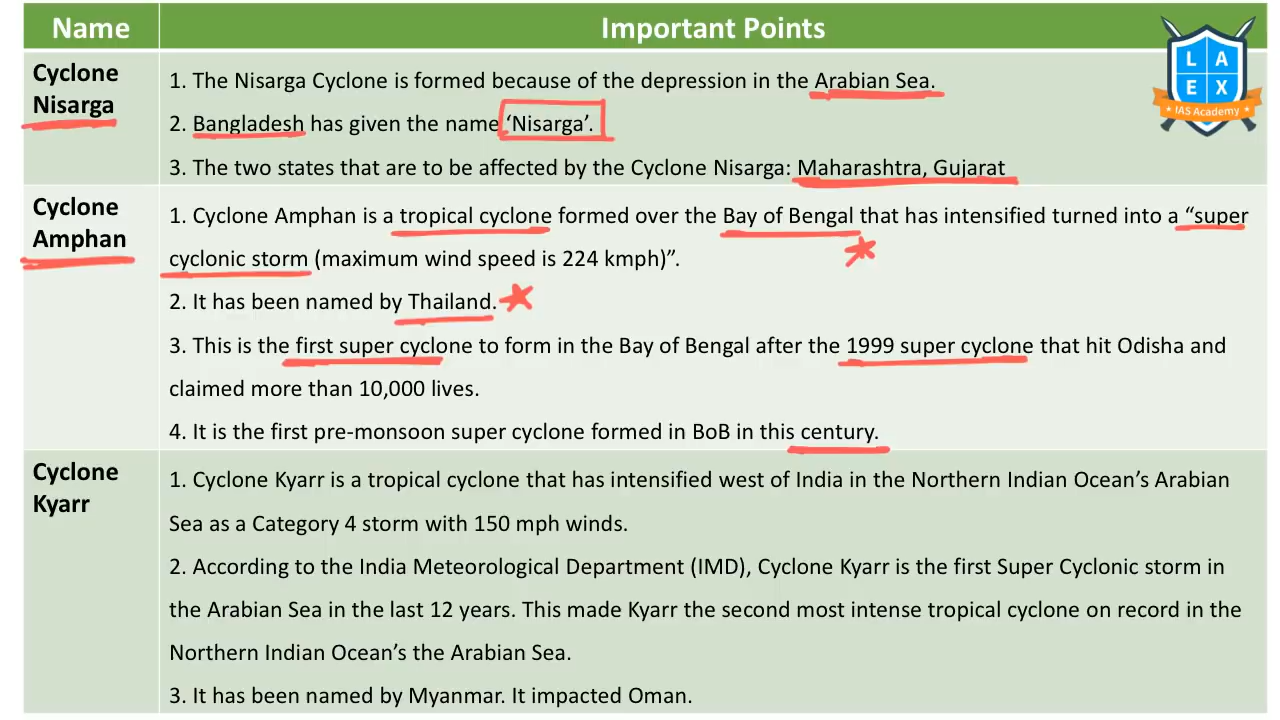 Name
Important Points
L A
E X
IAS Academy
Cyclone
Nisarga
1. The Nisarga Cyclone is formed because of the depression in the Arabian Sea.
2. Bangladesh has given the name ‘Nisarga’.
3. The two states that are to be affected by the Cyclone Nisarga: Maharashtra, Gujarat
Cyclone
Amphan
1. Cyclone Amphan is a tropical cyclone formed over the Bay of Bengal that has intensified turned into a “super
cyclonic storm (maximum wind speed is 224 kmph)”.
2. It has been named by Thailand.
3. This is the first super cyclone to form in the Bay of Bengal after the 1999 super cyclone that hit Odisha and
claimed more than 10,000 lives.
4. It is the first pre-monsoon super cyclone formed in BoB in this century.
Cyclone
Kyarr
1. Cyclone Kyarr is a tropical cyclone that has intensified west of India in the Northern Indian Ocean’s Arabian
Sea as a Category 4 storm with 150 mph winds.
2. According to the India Meteorological Department (IMD), Cyclone Kyarr is the first Super Cyclonic storm in
the Arabian Sea in the last 12 years. This made Kyarr the second most intense tropical cyclone on record in the
Northern Indian Ocean’s the Arabian Sea.
3. It has been named by Myanmar. It impacted Oman.